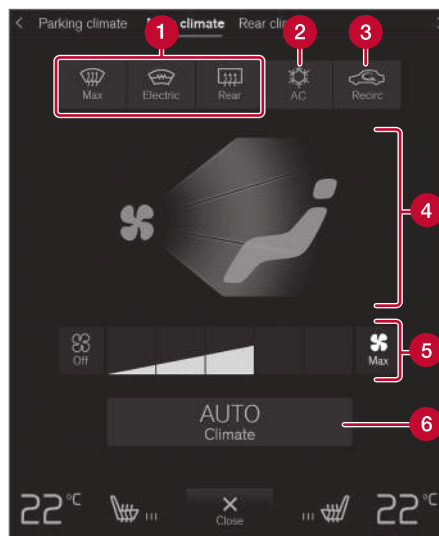 Parking climate climate Rear
1 2 3
Max Electric Rear AC Recirc
4
Off Max 5
AUTO 6
Climate
22°C 22°C
Close